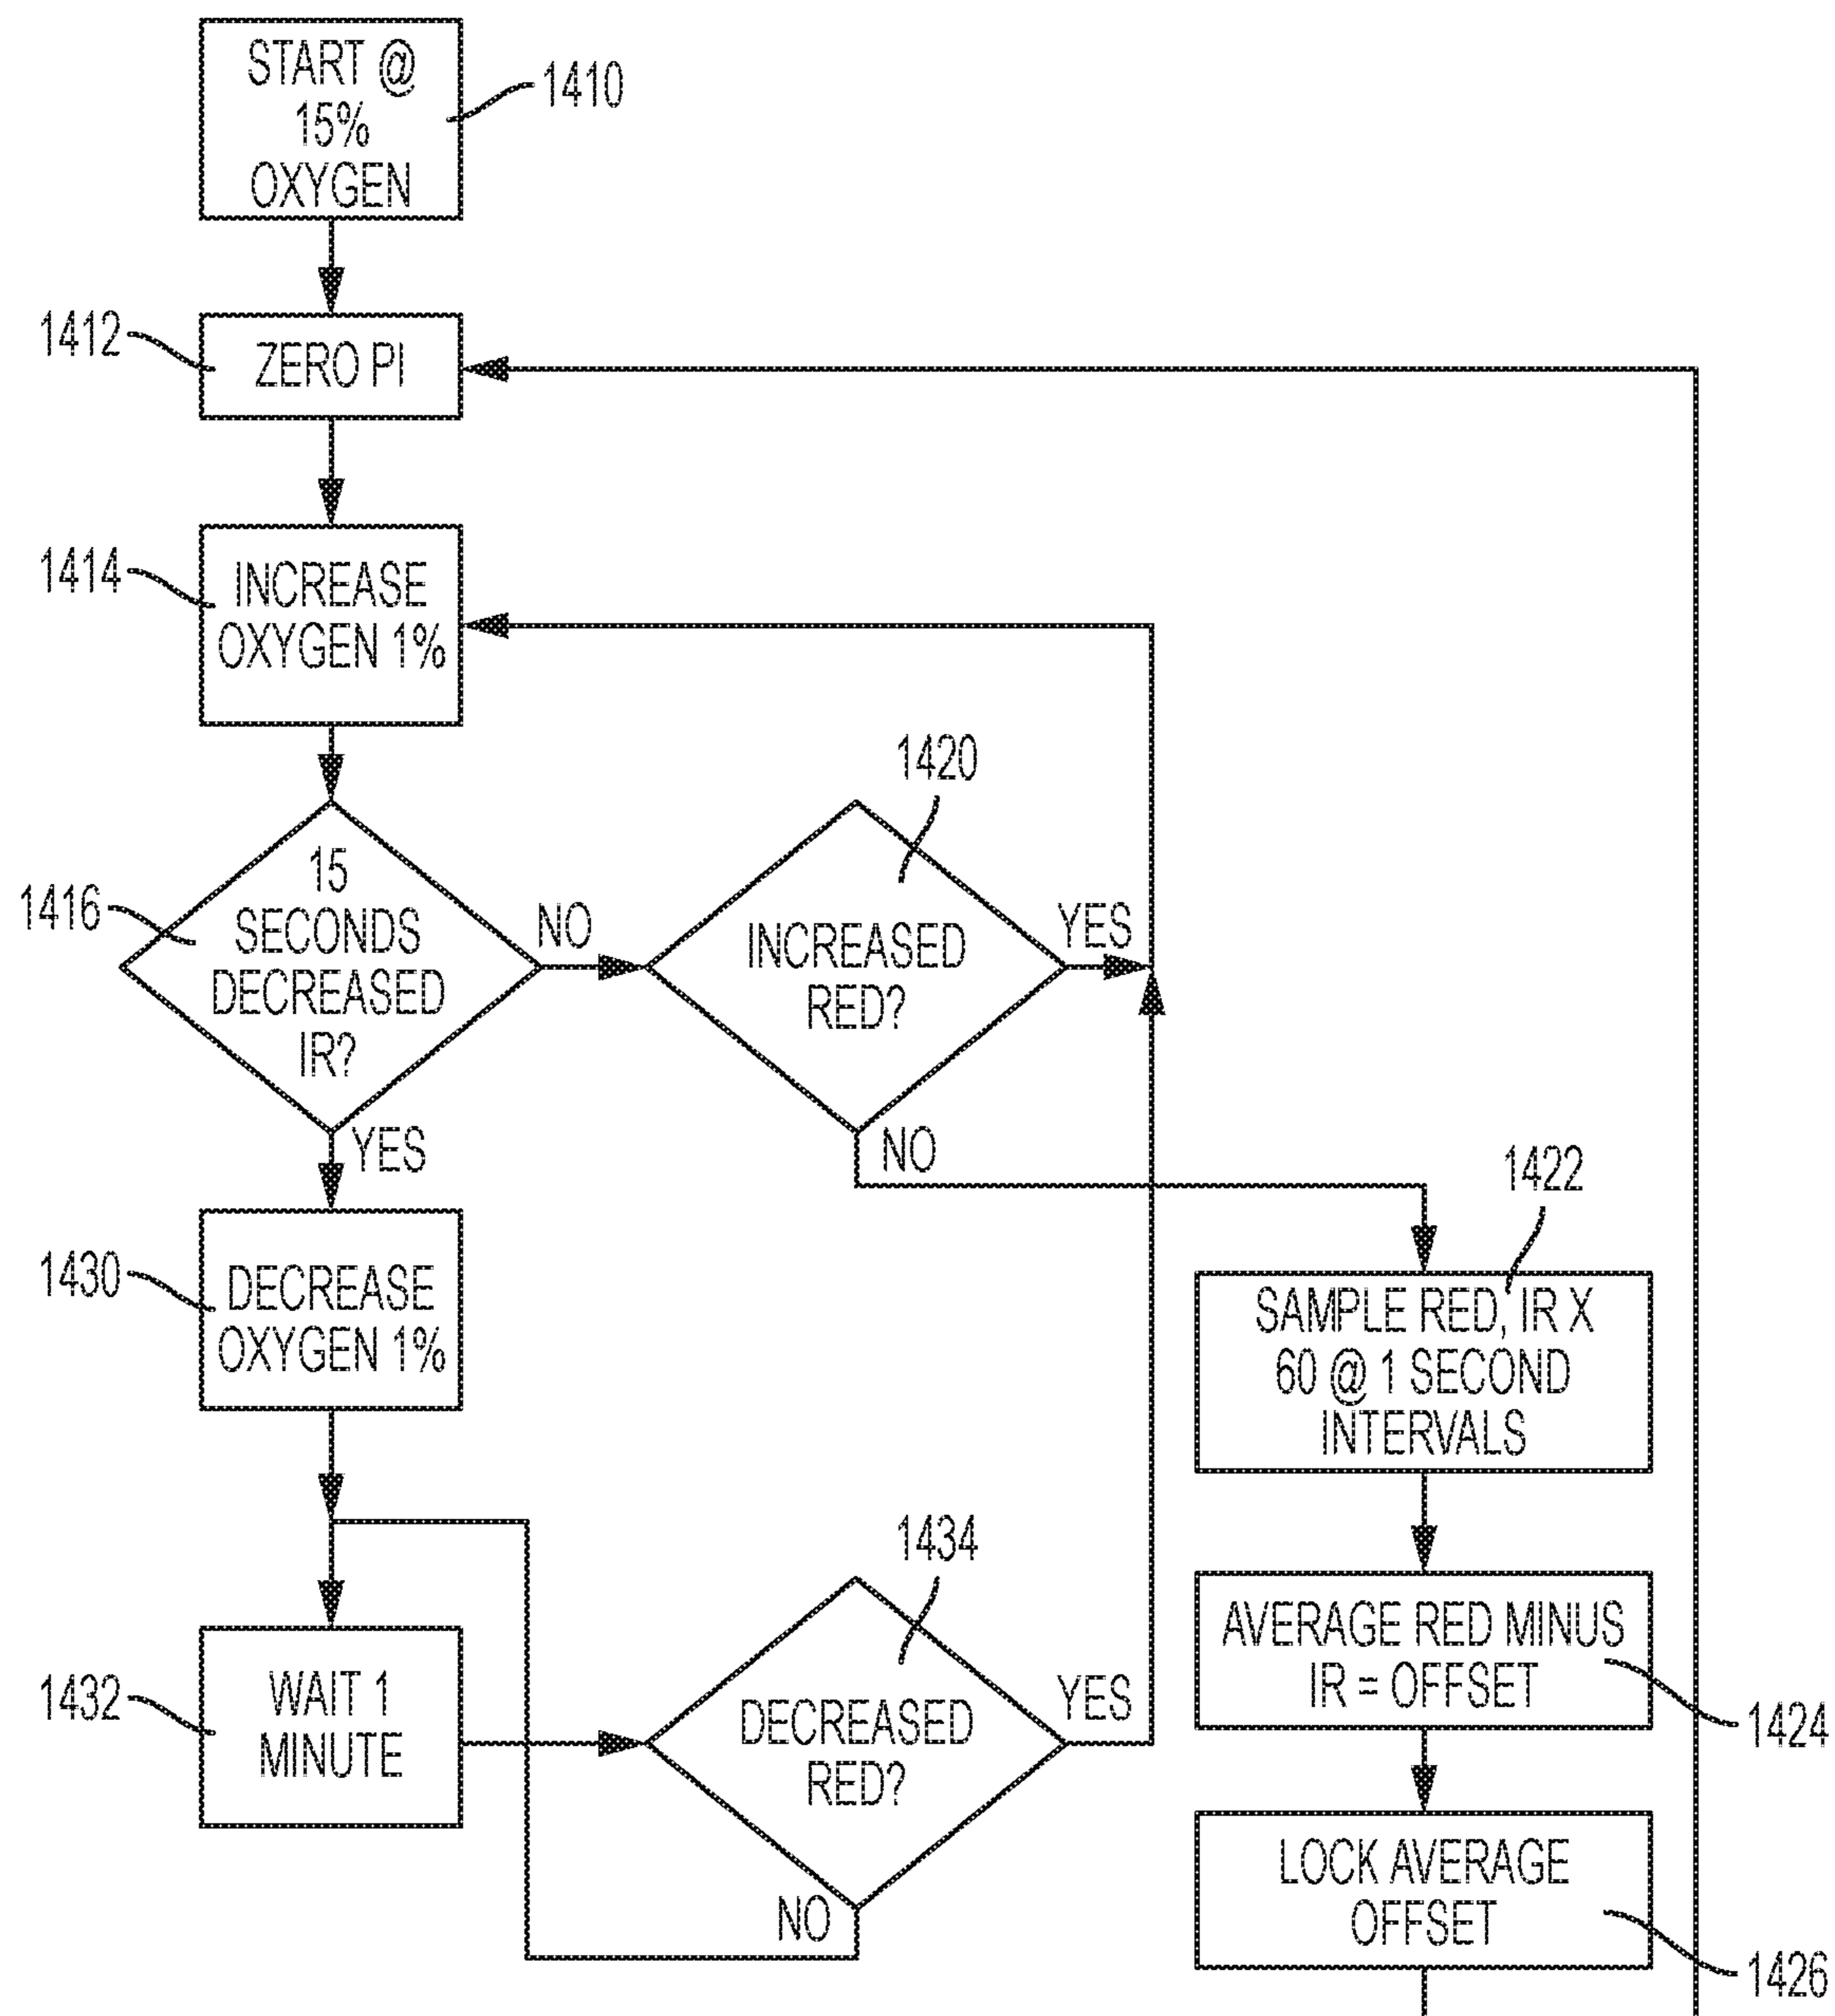 START @
15%
OXYGEN
1410
1412
ZERO PI
1414
INCREASE
OXYGEN 1%
1420
1416
15
SECONDS
DECREASED
IR?
NO
INCREASED
RED?
YES
YES
NO
1422
1430
DECREASE
OXYGEN 1%
SAMPLE RED, IR X
60 @ 1 SECOND
INTERVALS
1434
1432
WAIT 1
MINUTE
DECREASED
RED?
YES
NO
AVERAGE RED MINUS
IR = OFFSET
1424
LOCK AVERAGE
OFFSET
1426